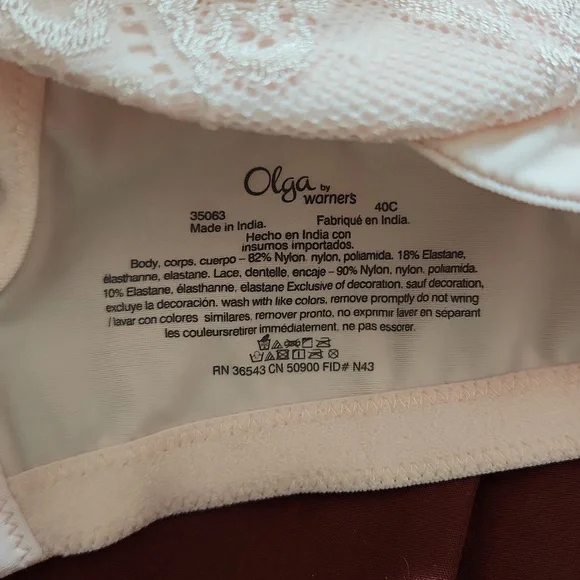 Olga by
warner's
35063 40C
Made in India. Fabriqué en India.
Hecho en India con
insumos importados.
Body, corps, cuerpo – 82% Nylon. nylon, poliamida. 18% Elastane,
élasthanne, elastane. Lace, dentelle, encaje – 90% Nylon, nylon, poliamida.
10% Elastane, élasthanne, elastane Exclusive of decoration. sauf décoration,
excluye la decoración. wash with like colors, remove promptly do not wring
/ lavar con colores similares, remover pronto. no exprimir laver en séparant
les couleursretirer immédiatement. ne pas essorer.
RN 36543 CN 50900 FID# N43